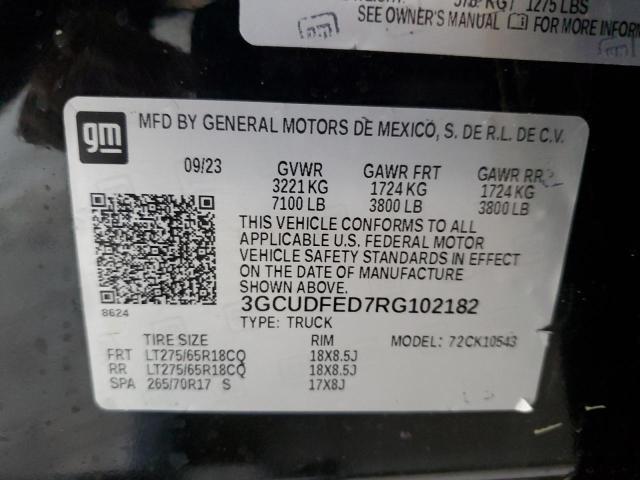 378 KG / 1275 LBS
SEE OWNER'S MANUAL FOR MORE
gm
MFD BY GENERAL MOTORS DE MEXICO, S. DE R.L. DE C.V.
09/23 GVWR GAWR FRT GAWR RR
3221 KG 1724 KG 1724 KG
7100 LB 3800 LB 3800 LB
THIS VEHICLE CONFORMS TO ALL
APPLICABLE U.S. FEDERAL MOTOR
VEHICLE SAFETY STANDARDS IN EFFECT
ON THE DATE OF MANUFACTURE
SHOWN ABOVE.
8624
3GCUDFED7RG102182
TYPE: TRUCK
TIRE SIZE RIM MODEL: 72CK10543
FRT LT275/65R18CQ 18X8.5J
RR LT275/65R18CQ 18X8.5J
SPA 265/70R17 S 17X8J